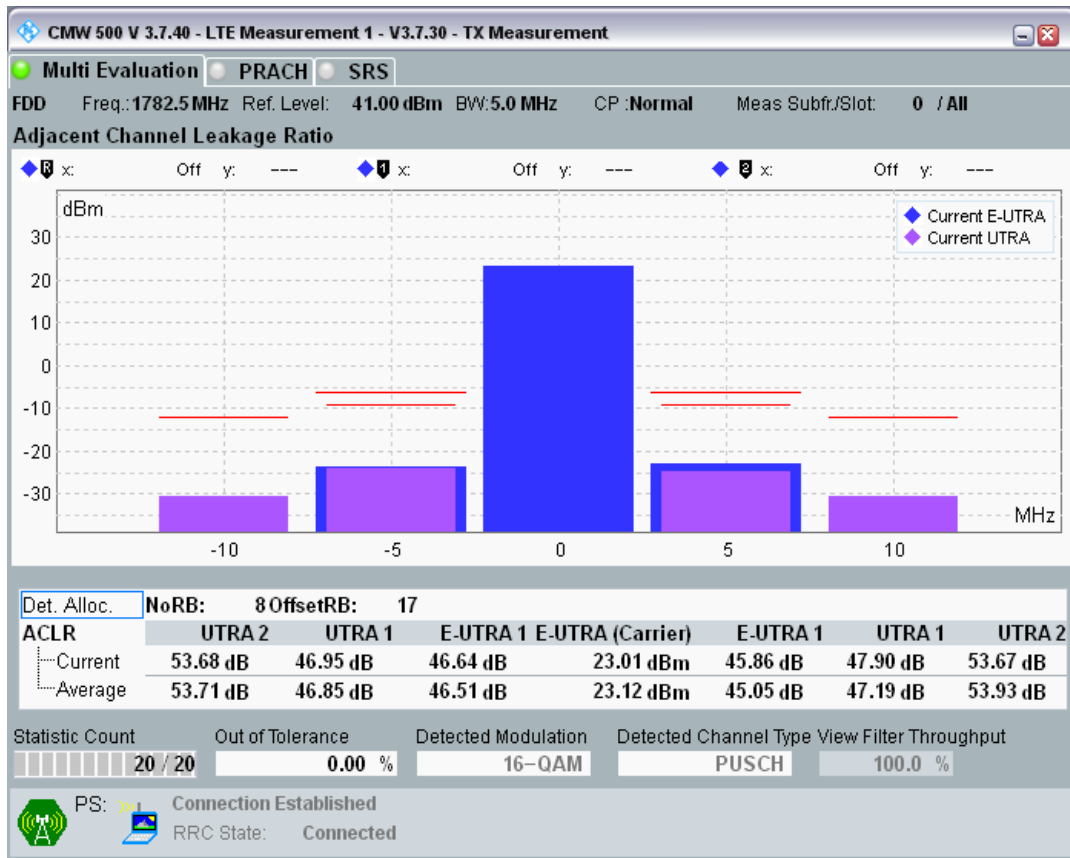 CMW 500 V 3.7.40 - LTE Measurement 1 - V3.7.30 - TX Measurement
Multi Evaluation PRACH SRS
FDD Freq.: 1782.5 MHz Ref. Level: 41.00 dBm BW: 5.0 MHz CP : Normal Meas Subfr./Slot: 0 / All
Adjacent Channel Leakage Ratio
R x: Off y: --- 1 x: Off y: --- 2 x: Off y: ---
dBm
Current E-UTRA
Current UTRA
30
20
10
0
-10
-20
-30
MHz
-10 -5 0 5 10
Det. Alloc. NoRB: 8 OffsetRB: 17
ACLR UTRA 2 UTRA 1 E-UTRA 1 E-UTRA (Carrier) E-UTRA 1 UTRA 1 UTRA 2
Current 53.68 dB 46.95 dB 46.64 dB 23.01 dBm 45.86 dB 47.90 dB 53.67 dB
Average 53.71 dB 46.85 dB 46.51 dB 23.12 dBm 45.05 dB 47.19 dB 53.93 dB
Statistic Count Out of Tolerance Detected Modulation Detected Channel Type View Filter Throughput
20 / 20 0.00 % 16-QAM PUSCH 100.0 %
PS: Connection Established
RRC State: Connected